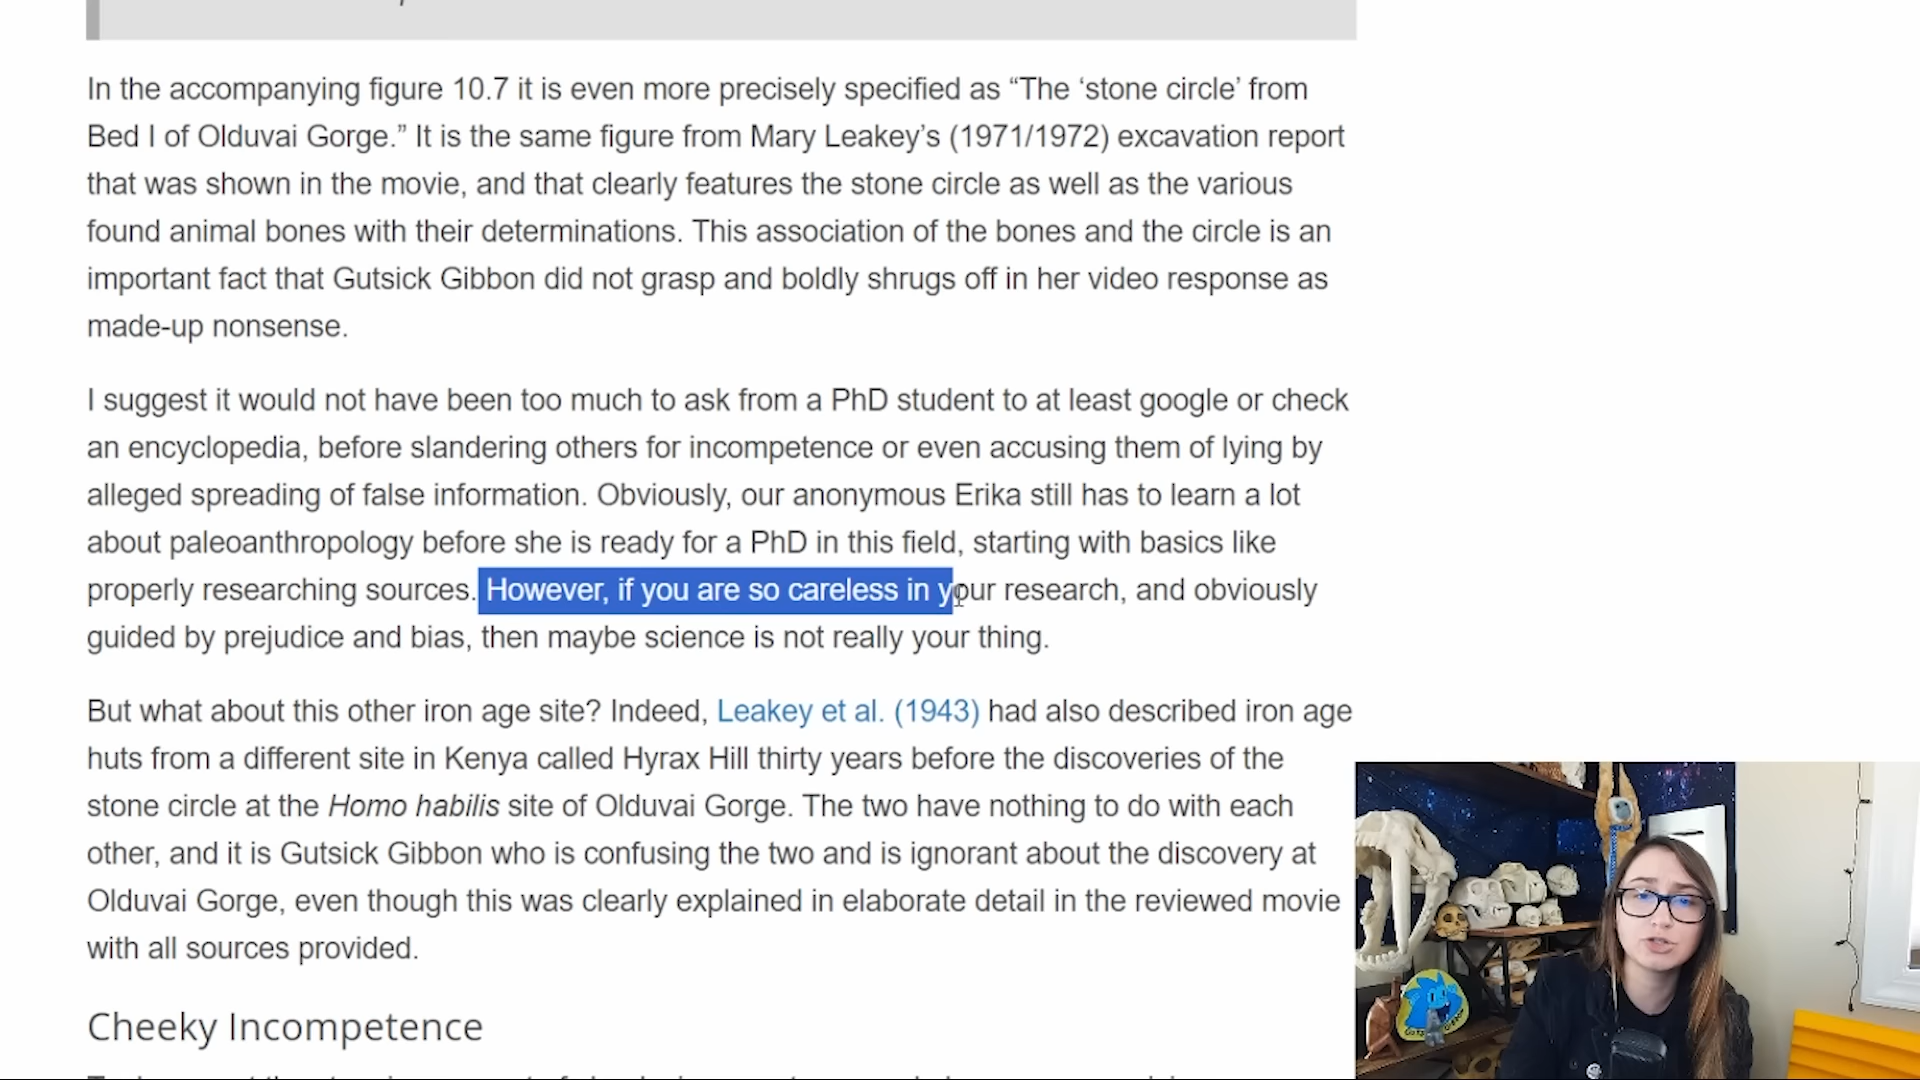 In the accompanying figure 10.7 it is even more precisely specified as “The ‘stone circle’ from
Bed I of Olduvai Gorge.” It is the same figure from Mary Leakey’s (1971/1972) excavation report
that was shown in the movie, and that clearly features the stone circle as well as the various
found animal bones with their determinations. This association of the bones and the circle is an
important fact that Gutsick Gibbon did not grasp and boldly shrugs off in her video response as
made-up nonsense.
I suggest it would not have been too much to ask from a PhD student to at least google or check
an encyclopedia, before slandering others for incompetence or even accusing them of lying by
alleged spreading of false information. Obviously, our anonymous Erika still has to learn a lot
about paleoanthropology before she is ready for a PhD in this field, starting with basics like
properly researching sources. However, if you are so careless in your research, and obviously
guided by prejudice and bias, then maybe science is not really your thing.
But what about this other iron age site? Indeed, Leakey et al. (1943) had also described iron age
huts from a different site in Kenya called Hyrax Hill thirty years before the discoveries of the
stone circle at the Homo habilis site of Olduvai Gorge. The two have nothing to do with each
other, and it is Gutsick Gibbon who is confusing the two and is ignorant about the discovery at
Olduvai Gorge, even though this was clearly explained in elaborate detail in the reviewed movie
with all sources provided.
Cheeky Incompetence